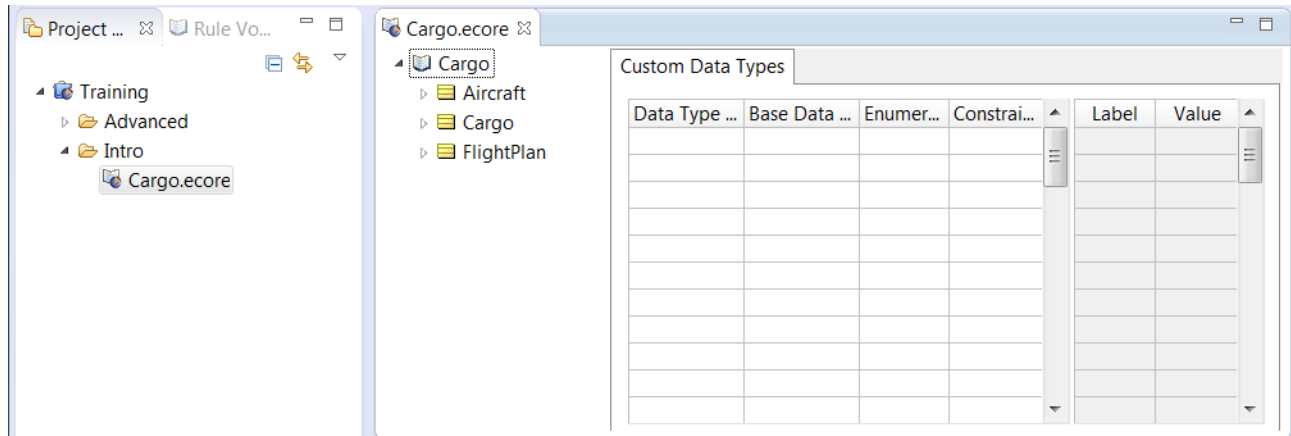 Project ...
Rule Vo...
Training
Advanced
Intro
Cargo.ecore
Cargo.ecore
Cargo
Aircraft
Cargo
FlightPlan
Custom Data Types
Data Type ... Base Data ... Enumer... Constrai... Label Value